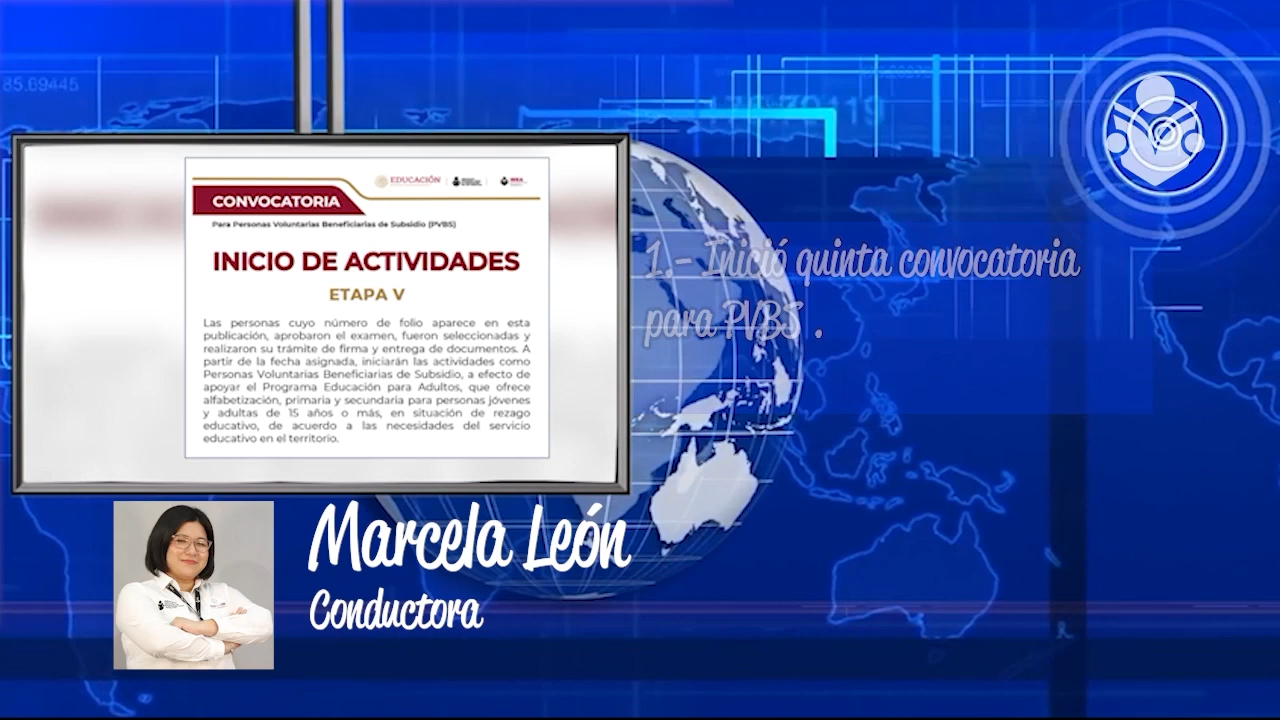 85.69445
EDUCACIÓN
CONVOCATORIA
Para Personas Voluntarias Beneficiarias de Subsidio (PVBS)
INICIO DE ACTIVIDADES
ETAPA V
Las personas cuyo número de folio aparece en esta
publicación, aprobaron el examen, fueron seleccionadas y
realizaron su trámite de firma y entrega de documentos. A
partir de la fecha asignada, iniciarán las actividades como
Personas Voluntarias Beneficiarias de Subsidio, a efecto de
apoyar el Programa Educación para Adultos, que ofrece
alfabetización, primaria y secundaria para personas jóvenes
y adultas de 15 años o más, en situación de rezago
educativo, de acuerdo a las necesidades del servicio
educativo en el territorio.
1.- Inició quinta convocatoria
para PVBS .
Marcela León
Conductora